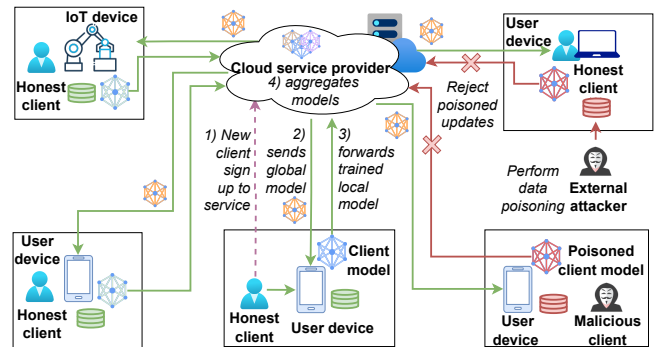 IoT device
Honest
client
Cloud service provider
4) aggregates
models
User
device
Honest
client
Reject
poisoned
updates
1) New
client
sign
up to
service
2)
sends
global
model
3)
forwards
trained
local
model
Perform
data
poisoning
External
attacker
User
device
Honest
client
Client
model
Honest
client
User device
Poisoned
client model
User
device
Malicious
client